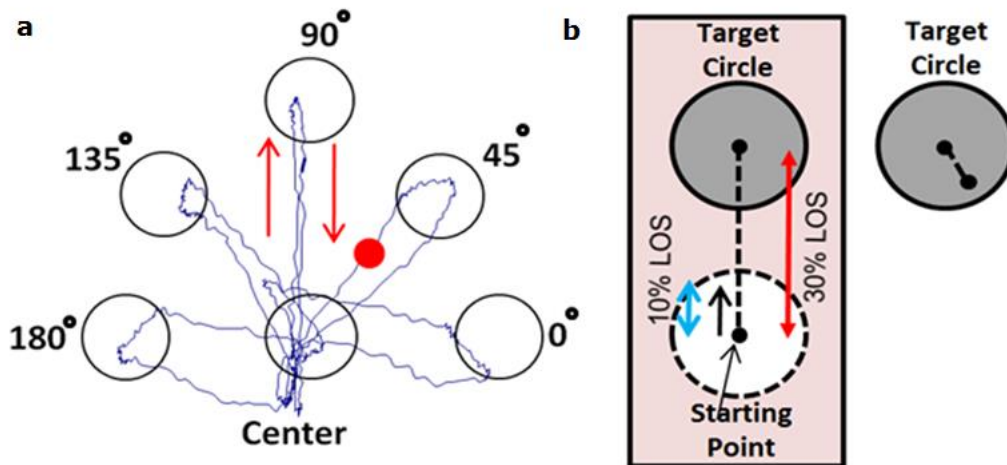 a
90°
135°
45°
180°
0°
Center
b
Target
Circle
10% LOS
30% LOS
Starting
Point
Target
Circle